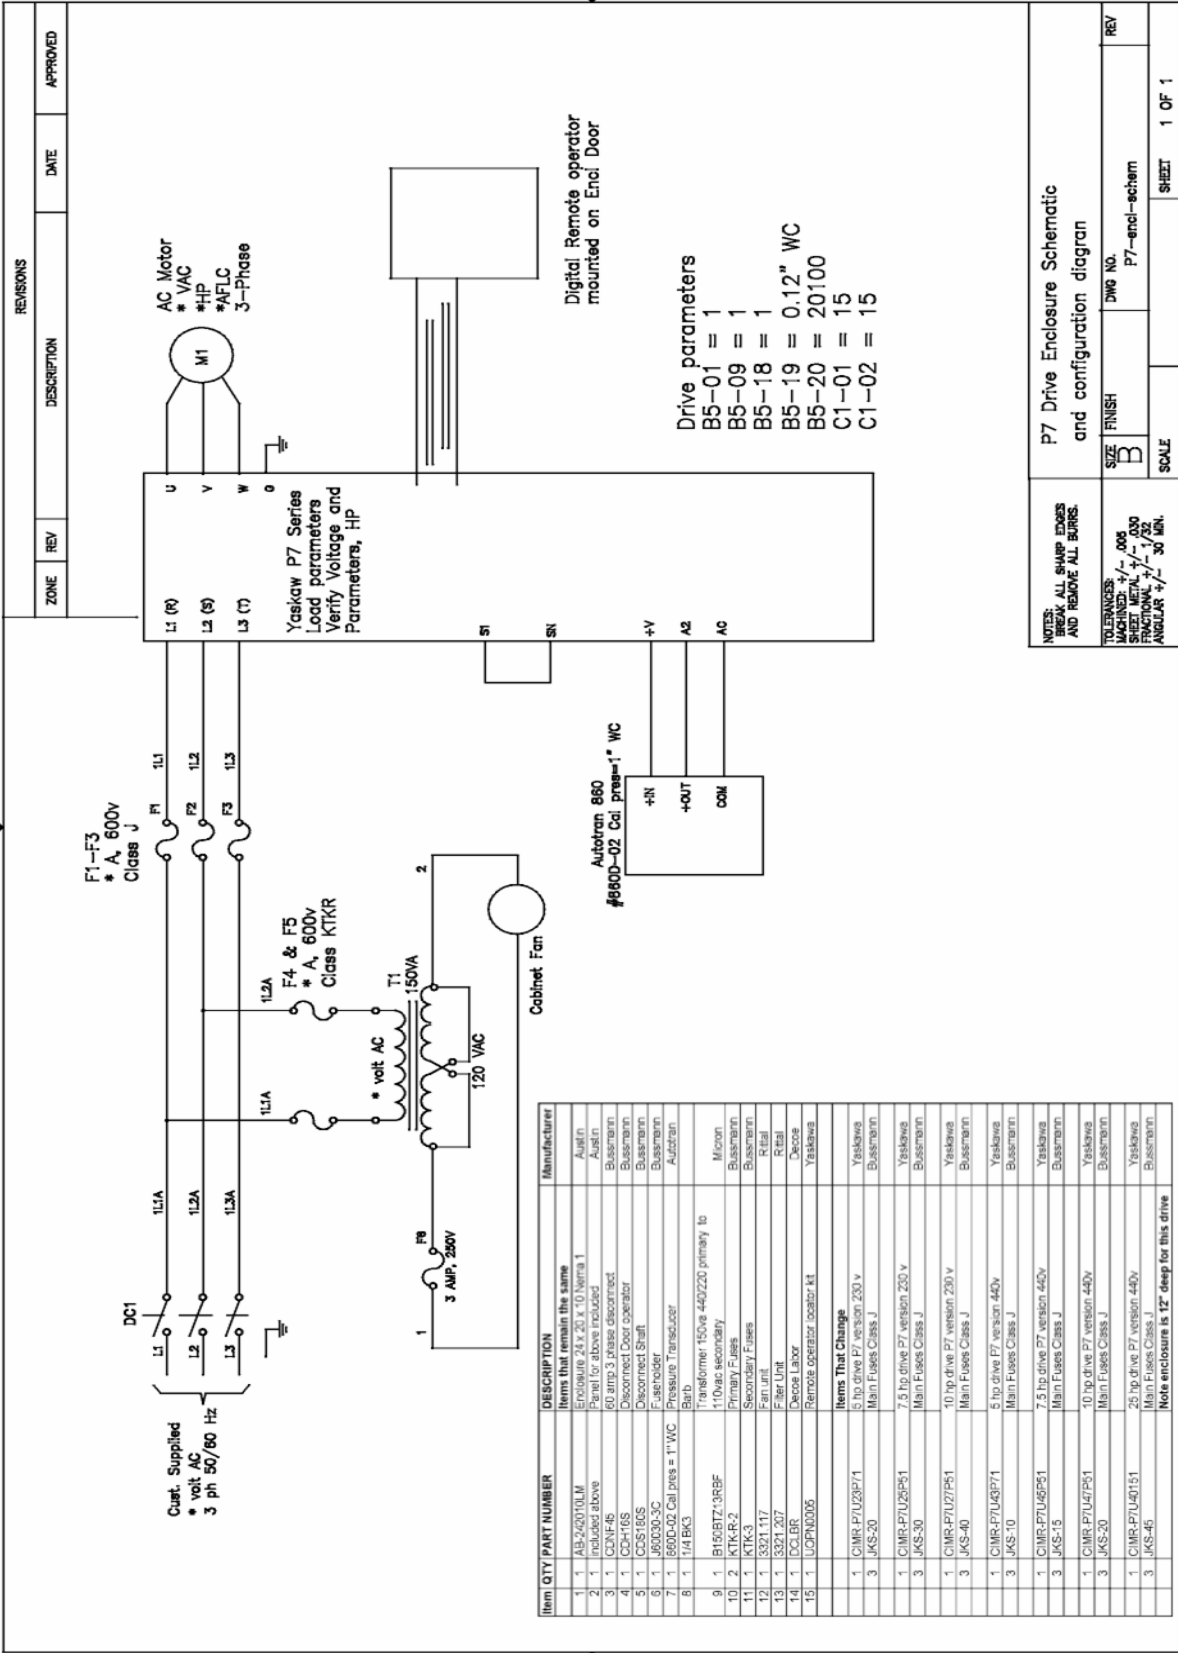 REVISIONS
ZONE REV DESCRIPTION DATE APPROVED
Cust. Supplied
* volt AC
3 ph 50/60 Hz
DC1
L1
L2
L3
1L1A
1L2A
1L3A
F1-F3
* A, 600v
Class J
F1
F2
F3
1L1
1L2
1L3
L1 (R)
L2 (S)
L3 (T)
U
V
W
G
AC Motor
* VAC
*HP
*AFLC
3-Phase
M1
Yaskaw P7 Series
Load parameters
Verify Voltage and
Parameters, HP
1L1A
1L2A
F4 & F5
* A, 600v
Class KTKR
* volt AC
T1
150VA
120 VAC
F6
3 AMP, 250V
1
2
Cabinet Fan
S1
SN
Autotran 860
#860D-02 Cal pres=1" WC
+IN
+OUT
COM
+V
A2
AC
Digital Remote operator
mounted on Encl Door
Drive parameters
B5-01 = 1
B5-09 = 1
B5-18 = 1
B5-19 = 0.12" WC
B5-20 = 20100
C1-01 = 15
C1-02 = 15
Item QTY PART NUMBER DESCRIPTION Manufacturer
Items that remain the same
1 1 AB-242010LM Enclosure 24 x 20 x 10 Nema 1 Austin
2 1 included above Panel for above included Austin
3 1 CDNF45 60 amp 3 phase disconnect Bussmann
4 1 CDH16S Disconnect Door operator Bussmann
5 1 CDS180S Disconnect Shaft Bussmann
6 1 J60030-3C Fuseholder Bussmann
7 1 860D-02 Cal pres = 1" WC Pressure Transducer Autotran
8 1 1/4 BK3 Barb
Transformer 150va 440/220 primary to
9 1 B150BTZ13RBF 110vac secondary Micron
10 2 KTK-R-2 Primary Fuses Bussmann
11 1 KTK-3 Secondary Fuses Bussmann
12 1 3321.117 Fan unit Rittal
13 1 3321.207 Filter Unit Rittal
14 1 DCLBR Decoe Labor Decoe
15 1 UOPN0005 Remote operator locator kit Yaskawa
Items That Change
1 CIMR-P7U23P71 5 hp drive P7 version 230 v Yaskawa
3 JKS-20 Main Fuses Class J Bussmann
1 CIMR-P7U25P51 7.5 hp drive P7 version 230 v Yaskawa
3 JKS-30 Main Fuses Class J Bussmann
1 CIMR-P7U27P51 10 hp drive P7 version 230 v Yaskawa
3 JKS-40 Main Fuses Class J Bussmann
1 CIMR-P7U43P71 5 hp drive P7 version 440v Yaskawa
3 JKS-10 Main Fuses Class J Bussmann
1 CIMR-P7U45P51 7.5 hp drive P7 version 440v Yaskawa
3 JKS-15 Main Fuses Class J Bussmann
1 CIMR-P7U47P51 10 hp drive P7 version 440v Yaskawa
3 JKS-20 Main Fuses Class J Bussmann
1 CIMR-P7U40151 25 hp drive P7 version 440v Yaskawa
3 JKS-45 Main Fuses Class J Bussmann
Note enclosure is 12" deep for this drive
NOTES:
BREAK ALL SHARP EDGES
AND REMOVE ALL BURRS.
TOLERANCES:
MACHINED: +/- .005
SHEET METAL +/- .030
FRACTIONAL +/- 1/32
ANGULAR +/- 30 MIN.
P7 Drive Enclosure Schematic
and configuration diagran
SIZE FINISH DWG NO. REV
B P7-encl-schem
SCALE SHEET 1 OF 1